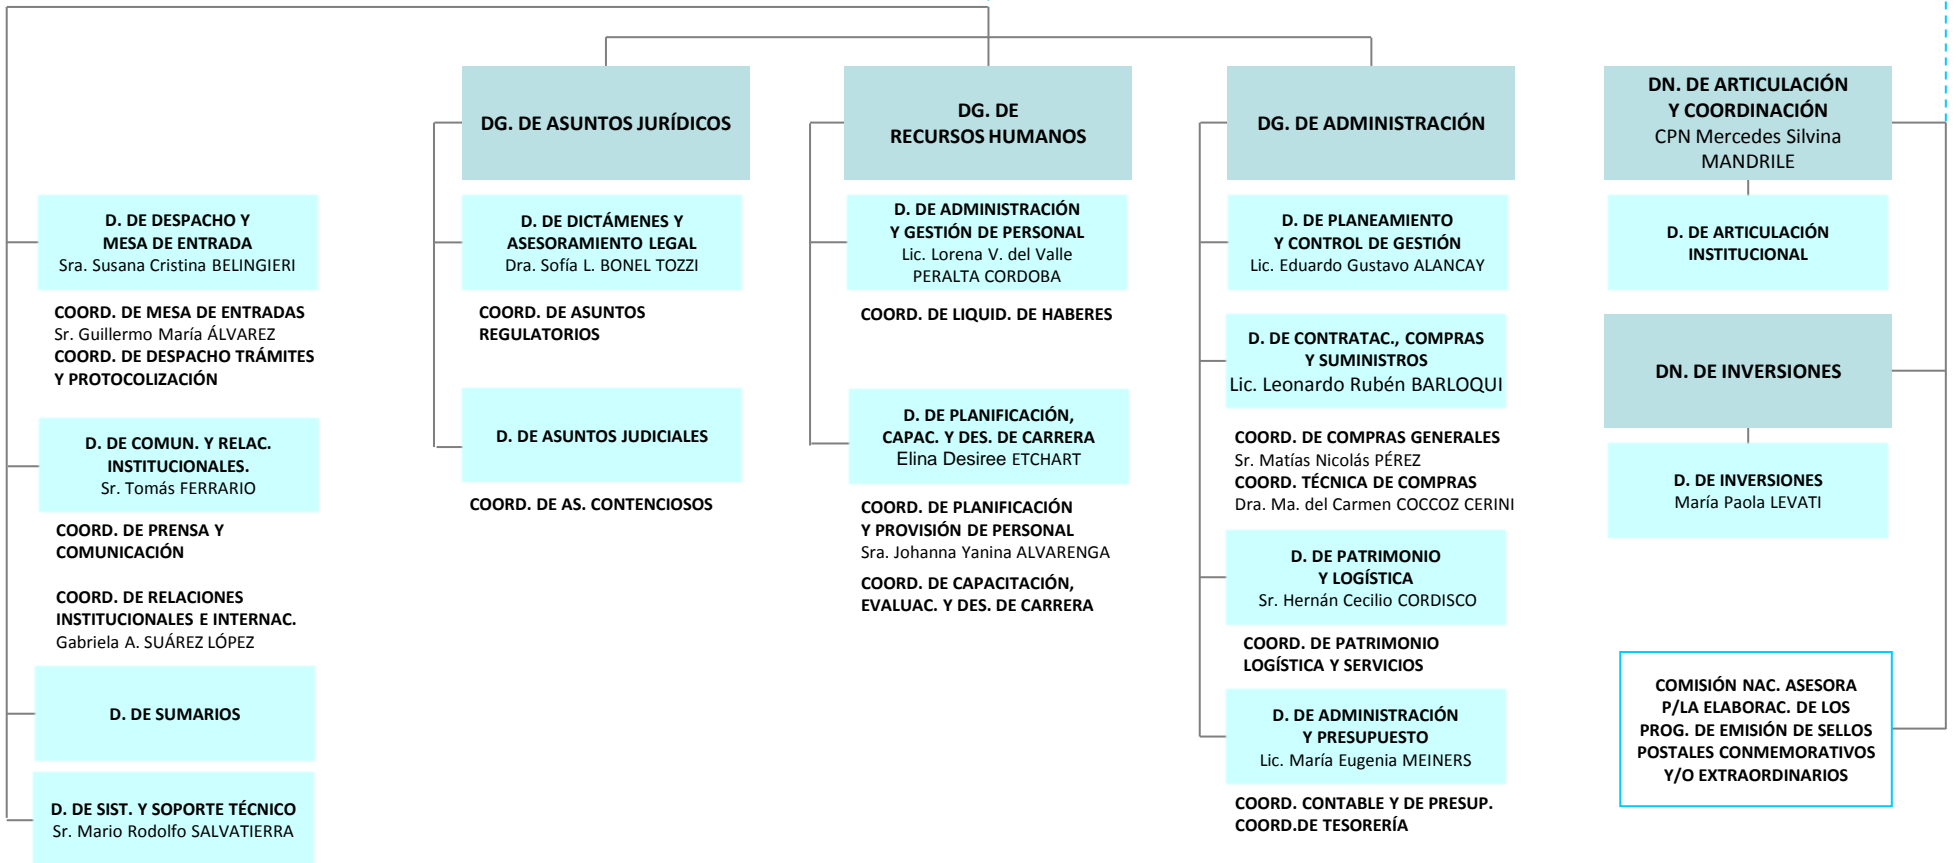 DG. DE ASUNTOS JURÍDICOS
DG. DE
RECURSOS HUMANOS
DG. DE ADMINISTRACIÓN
DN. DE ARTICULACIÓN
Y COORDINACIÓN
CPN Mercedes Silvina
MANDRILE
D. DE DESPACHO Y
MESA DE ENTRADA
Sra. Susana Cristina BELINGIERI
COORD. DE MESA DE ENTRADAS
Sr. Guillermo María ÁLVAREZ
COORD. DE DESPACHO TRÁMITES
Y PROTOCOLIZACIÓN
D. DE COMUN. Y RELAC.
INSTITUCIONALES.
Sr. Tomás FERRARIO
COORD. DE PRENSA Y
COMUNICACIÓN
COORD. DE RELACIONES
INSTITUCIONALES E INTERNAC.
Gabriela A. SUÁREZ LÓPEZ
D. DE SUMARIOS
D. DE SIST. Y SOPORTE TÉCNICO
Sr. Mario Rodolfo SALVATIERRA
D. DE DICTÁMENES Y
ASESORAMIENTO LEGAL
Dra. Sofía L. BONEL TOZZI
COORD. DE ASUNTOS
REGULATORIOS
D. DE ASUNTOS JUDICIALES
COORD. DE AS. CONTENCIOSOS
D. DE ADMINISTRACIÓN
Y GESTIÓN DE PERSONAL
Lic. Lorena V. del Valle
PERALTA CORDOBA
COORD. DE LIQUID. DE HABERES
D. DE PLANIFICACIÓN,
CAPAC. Y DES. DE CARRERA
Elina Desiree ETCHART
COORD. DE PLANIFICACIÓN
Y PROVISIÓN DE PERSONAL
Sra. Johanna Yanina ALVARENGA
COORD. DE CAPACITACIÓN,
EVALUAC. Y DES. DE CARRERA
D. DE PLANEAMIENTO
Y CONTROL DE GESTIÓN
Lic. Eduardo Gustavo ALANCAY
D. DE CONTRATAC., COMPRAS
Y SUMINISTROS
Lic. Leonardo Rubén BARLOQUI
COORD. DE COMPRAS GENERALES
Sr. Matías Nicolás PÉREZ
COORD. TÉCNICA DE COMPRAS
Dra. Ma. del Carmen COCCOZ CERINI
D. DE PATRIMONIO
Y LOGÍSTICA
Sr. Hernán Cecilio CORDISCO
COORD. DE PATRIMONIO
LOGÍSTICA Y SERVICIOS
D. DE ADMINISTRACIÓN
Y PRESUPUESTO
Lic. María Eugenia MEINERS
COORD. CONTABLE Y DE PRESUP.
COORD.DE TESORERÍA
D. DE ARTICULACIÓN
INSTITUCIONAL
DN. DE INVERSIONES
D. DE INVERSIONES
María Paola LEVATI
COMISIÓN NAC. ASESORA
P/LA ELABORAC. DE LOS
PROG. DE EMISIÓN DE SELLOS
POSTALES CONMEMORATIVOS
Y/O EXTRAORDINARIOS